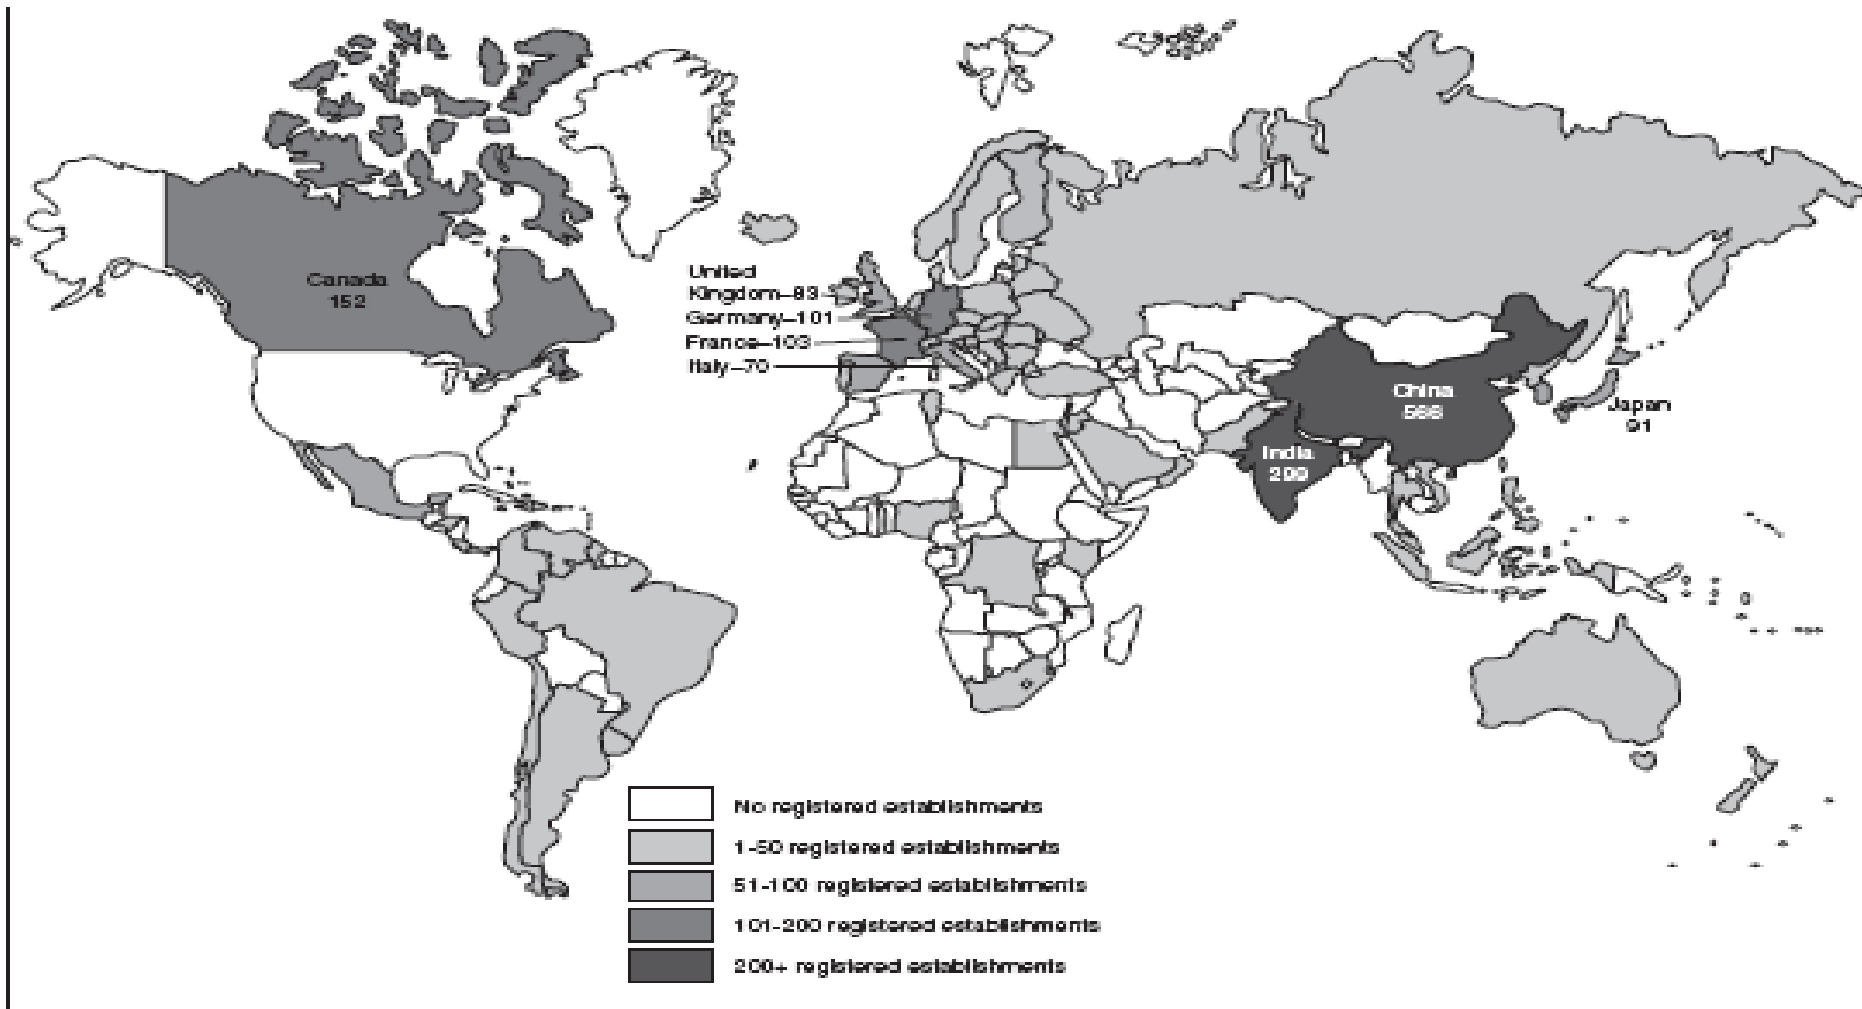 Canada
152
United
Kingdom–83
Germany–101
France–103
Italy–70
China
India
Japan
91
No registered establishments
1-50 registered establishments
51-100 registered establishments
101-200 registered establishments
200+ registered establishments